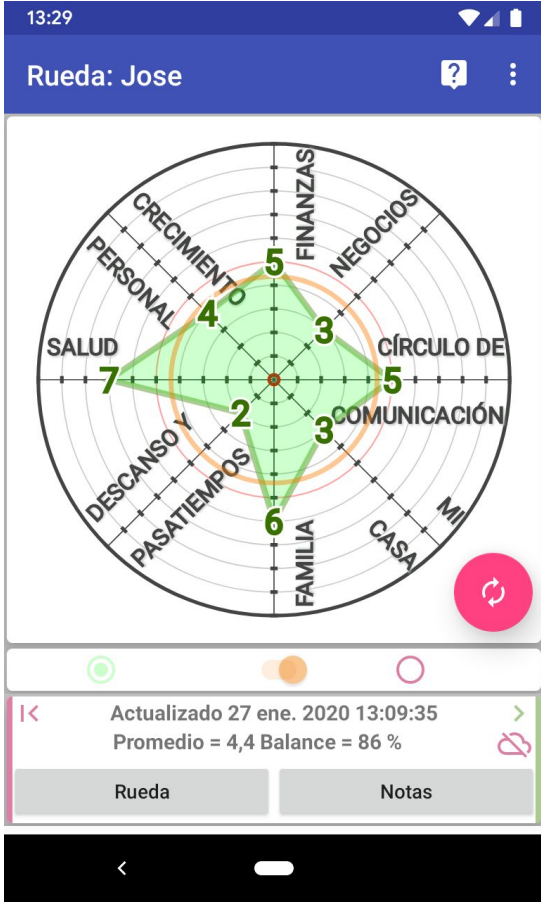 13:29
Rueda: Jose
?
FINANZAS
5
NEGOCIOS
3
CÍRCULO DE
COMUNICACIÓN
5
MI
CASA
3
FAMILIA
6
DESCANSO Y
PASATIEMPOS
2
SALUD
7
CRECIMIENTO
PERSONAL
4
Actualizado 27 ene. 2020 13:09:35
Promedio = 4,4 Balance = 86 %
Rueda
Notas